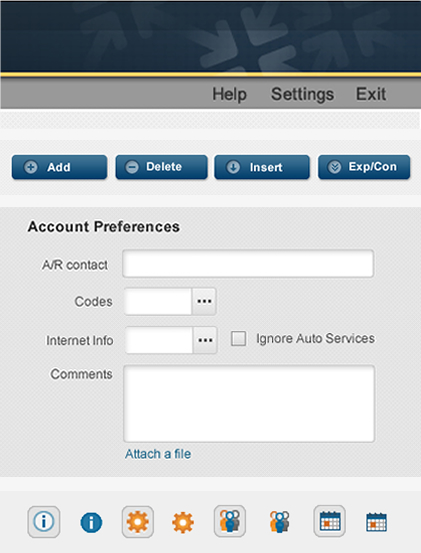 Help Settings Exit
Add Delete Insert Exp/Con
Account Preferences
A/R contact
Codes ...
Internet Info ... Ignore Auto Services
Comments
Attach a file